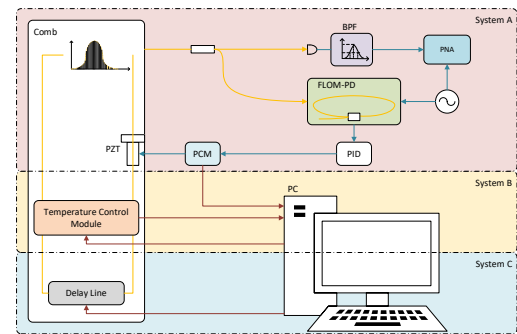 Comb
System A
BPF
PNA
FLOM-PD
PZT
PCM
PID
System B
PC
Temperature Control
Module
System C
Delay Line